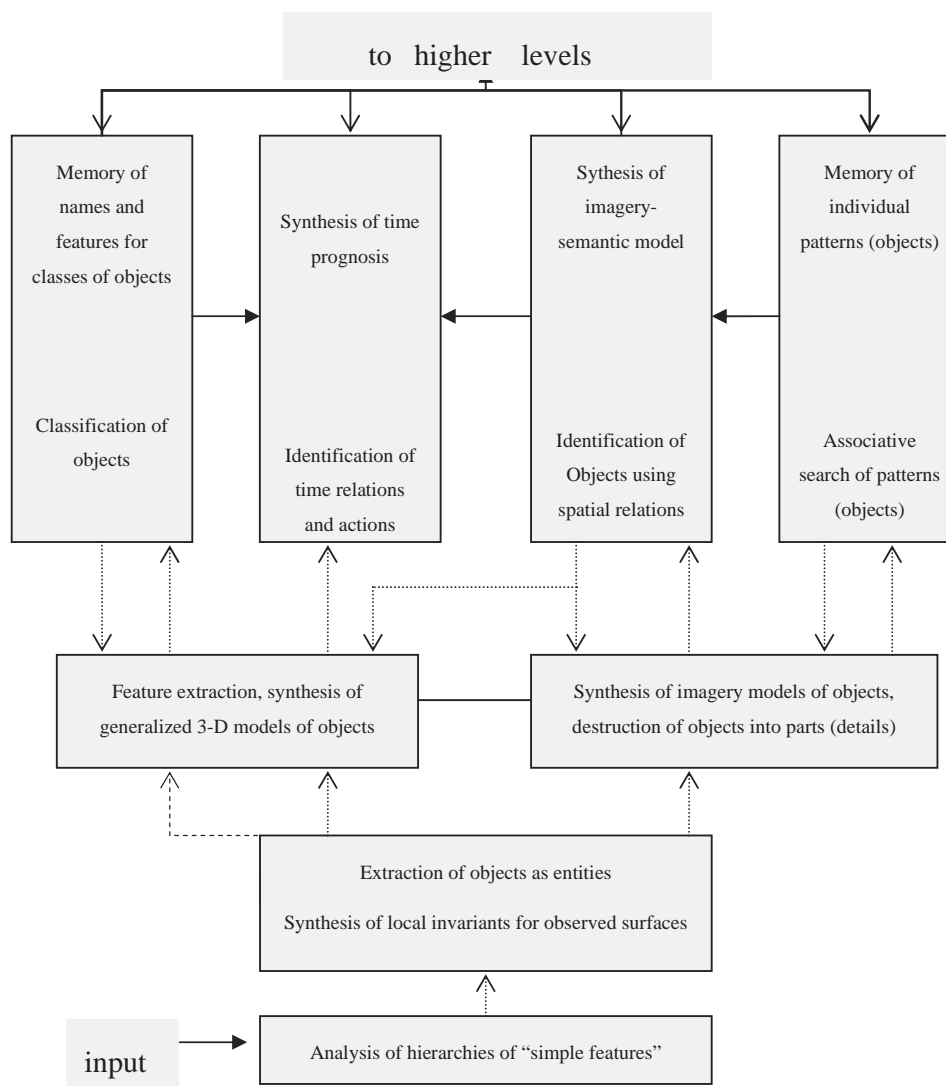 to higher levels
Memory of
names and
features for
classes of objects
Classification of
objects
Synthesis of time
prognosis
Identification of
time relations
and actions
Sythesis of
imagery-
semantic model
Identification of
Objects using
spatial relations
Memory of
individual
patterns (objects)
Associative
search of patterns
(objects)
Feature extraction, synthesis of
generalized 3-D models of objects
Synthesis of imagery models of objects,
destruction of objects into parts (details)
Extraction of objects as entities
Synthesis of local invariants for observed surfaces
input
Analysis of hierarchies of “simple features”